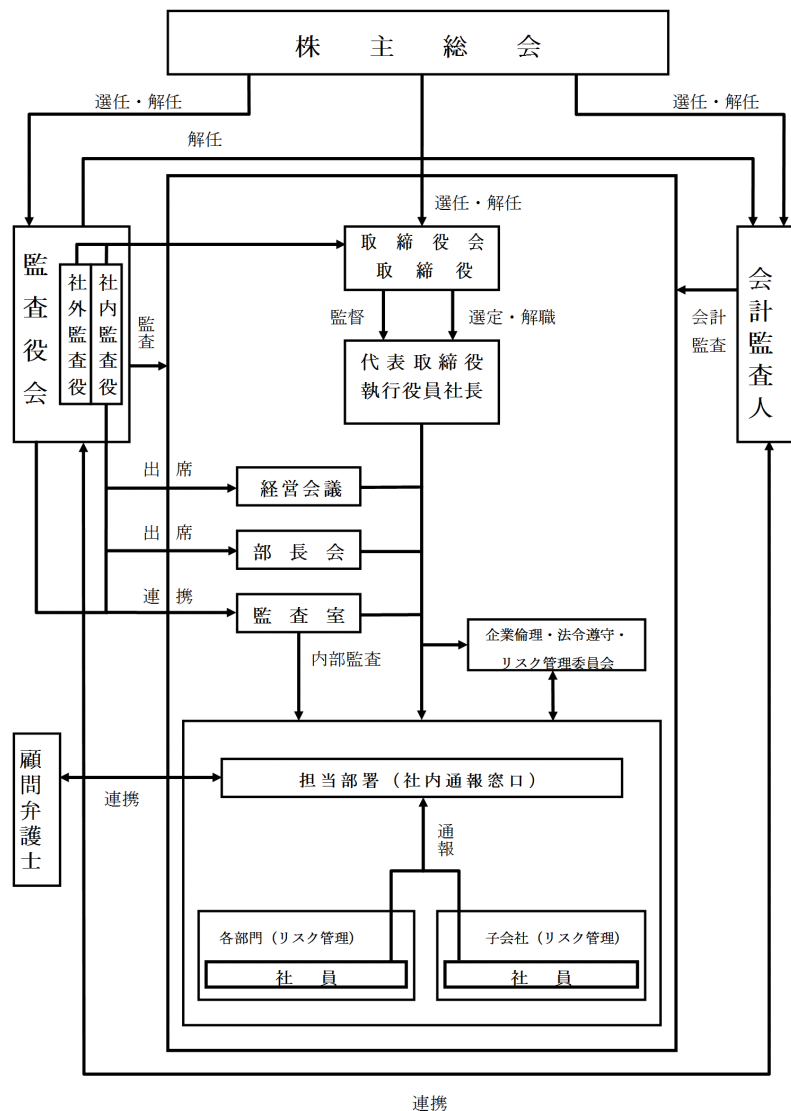 株主総会
選任・解任
選任・解任
解任
選任・解任
監査役会
社外監査役
社内監査役
監査
取締役会
取締役
会計監査人
監督
選定・解職
会計
監査
代表取締役
執行役員社長
出席
経営会議
出席
部長会
連携
監査室
内部監査
企業倫理・法令遵守・
リスク管理委員会
顧問弁護士
連携
担当部署(社内通報窓口)
通報
各部門(リスク管理)
社員
子会社(リスク管理)
社員
連携